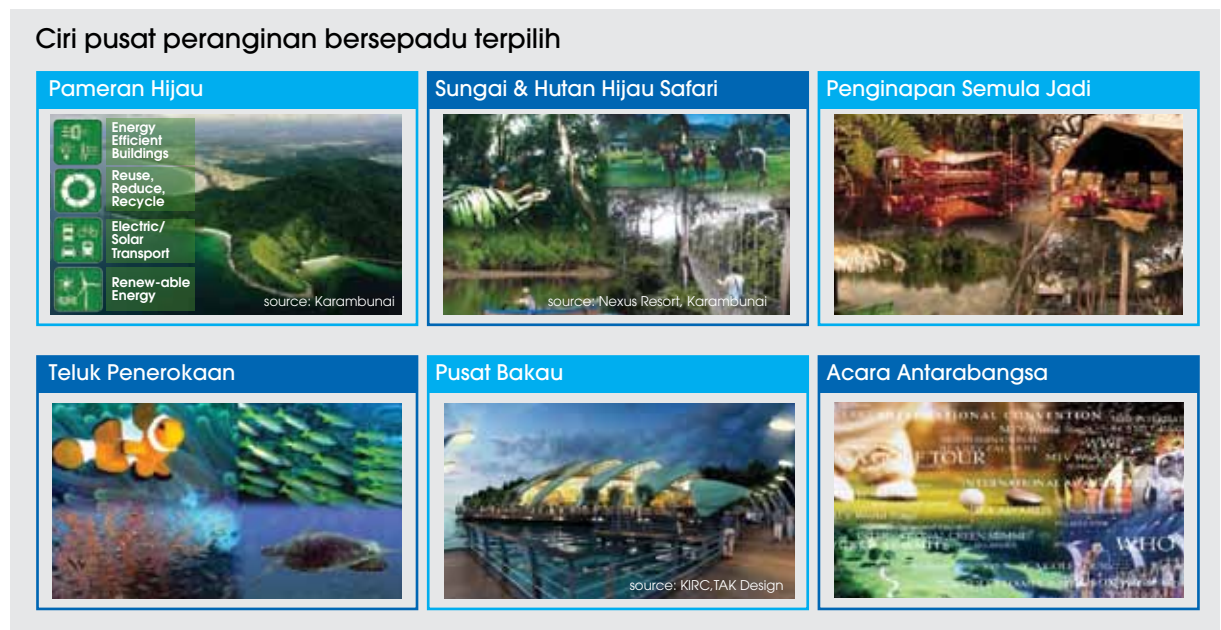 Ciri pusat peranginan bersepadu terpilih
Pameran Hijau
Energy
Efficient
Buildings
Reuse,
Reduce,
Recycle
Electric/
Solar
Transport
Renew-able
Energy
source: Karambunai
Sungai & Hutan Hijau Safari
source: Nexus Resort, Karambunai
Penginapan Semula Jadi
Teluk Penerokaan
Pusat Bakau
source: KIRC,TAK Design
Acara Antarabangsa
CONVENTION
WWF
TOUR
INTERNATIONAL
WHO